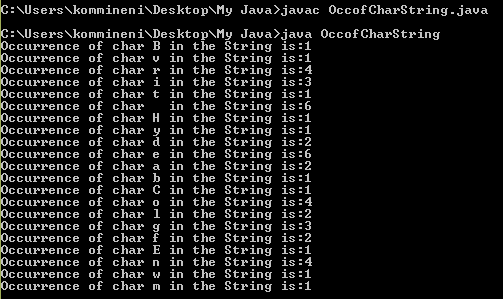 C:\Users\kommineni\Desktop\My Java>javac OccofCharString.java
C:\Users\kommineni\Desktop\My Java>java OccofCharString
Occurrence of char B in the String is:1
Occurrence of char v in the String is:1
Occurrence of char r in the String is:4
Occurrence of char i in the String is:3
Occurrence of char t in the String is:1
Occurrence of char   in the String is:6
Occurrence of char H in the String is:1
Occurrence of char y in the String is:1
Occurrence of char d in the String is:2
Occurrence of char e in the String is:6
Occurrence of char a in the String is:2
Occurrence of char b in the String is:1
Occurrence of char C in the String is:1
Occurrence of char o in the String is:4
Occurrence of char l in the String is:2
Occurrence of char g in the String is:3
Occurrence of char f in the String is:2
Occurrence of char E in the String is:1
Occurrence of char n in the String is:4
Occurrence of char w in the String is:1
Occurrence of char m in the String is:1